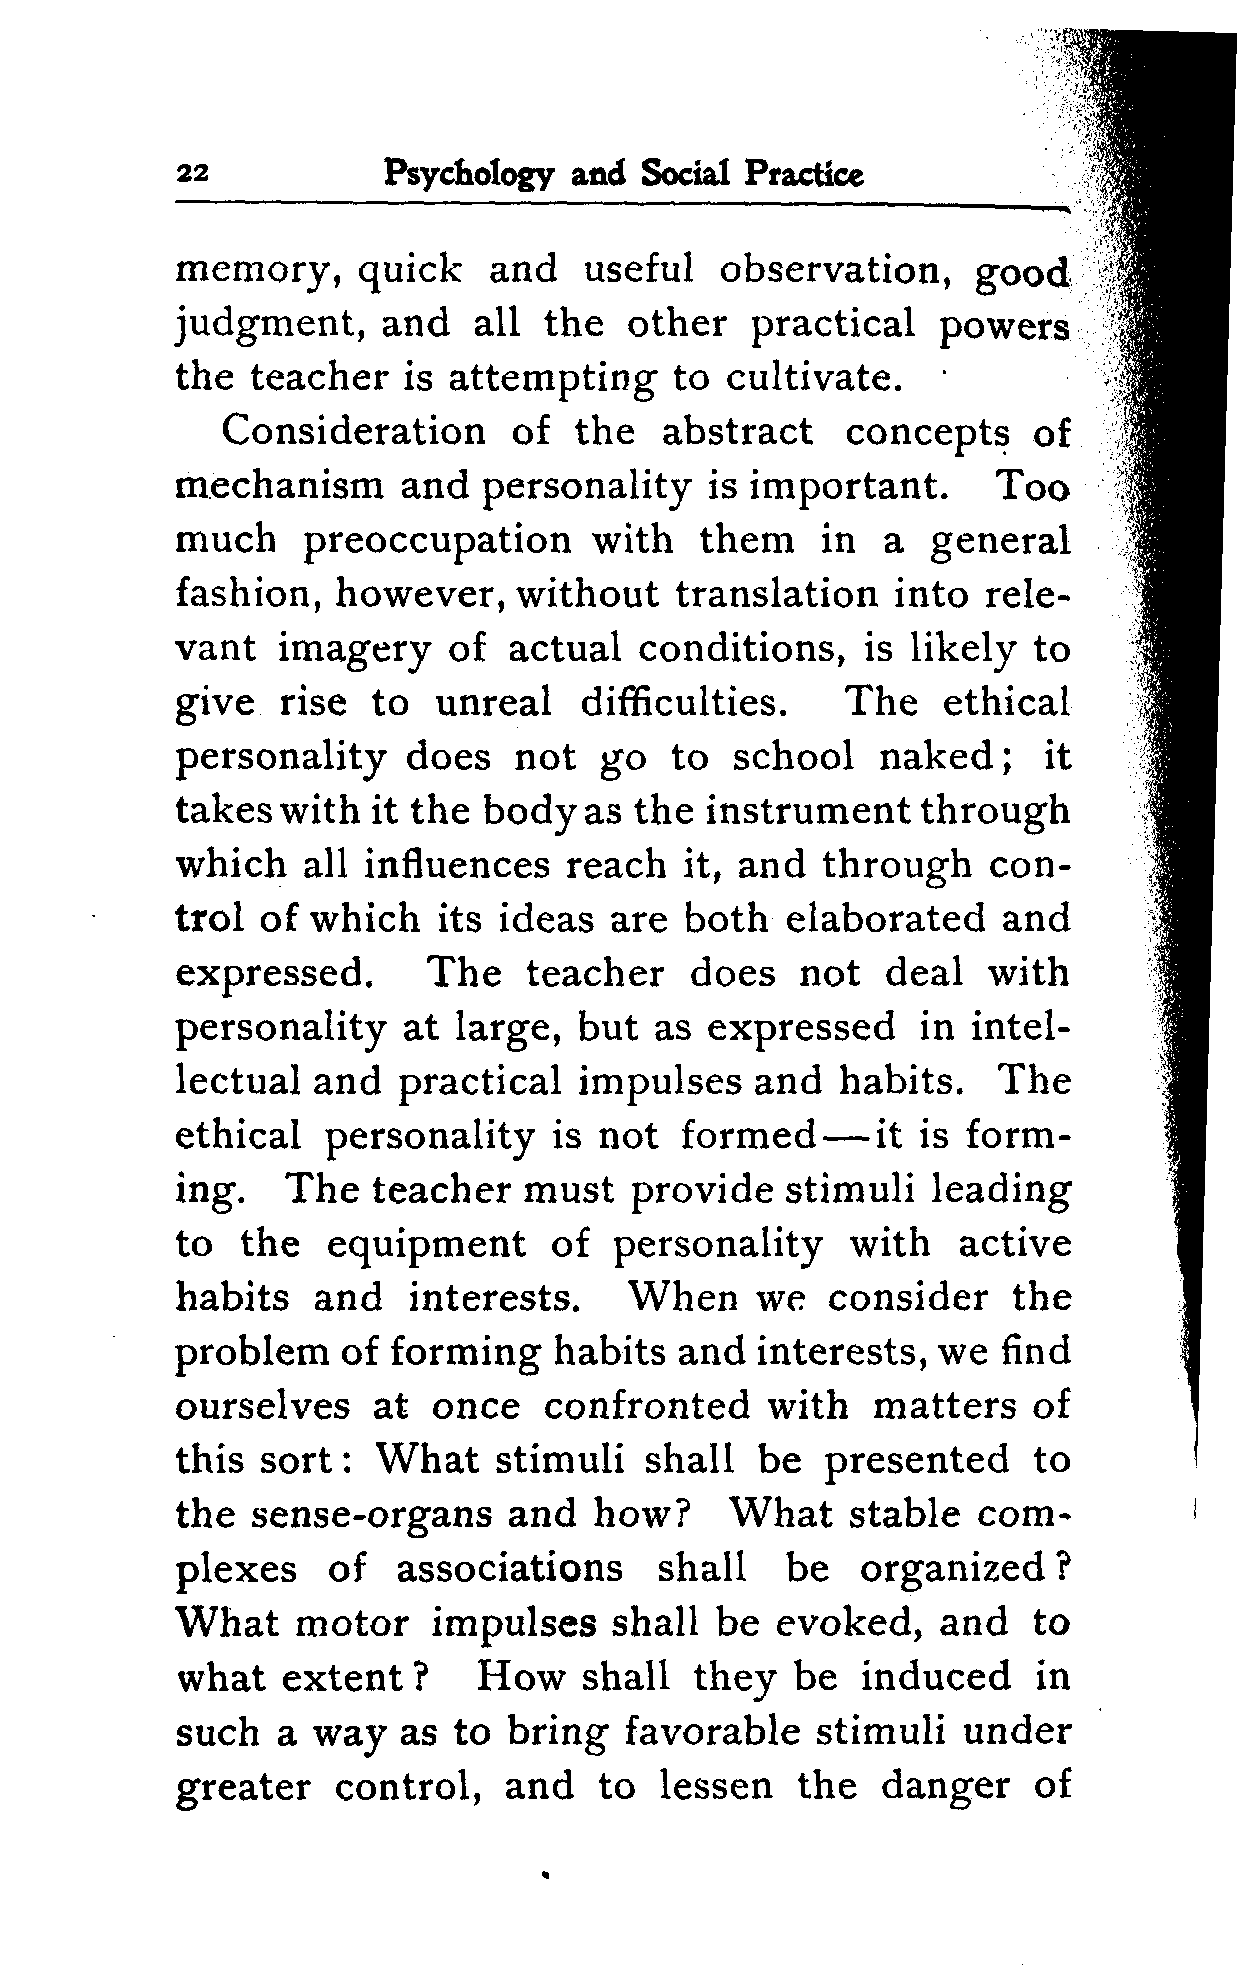 22 Psychology and Social Practice
memory, quick and useful observation, good
judgment, and all the other practical powers
the teacher is attempting to cultivate.
Consideration of the abstract concepts of
mechanism and personality is important. Too
much preoccupation with them in a general
fashion, however, without translation into rele-
vant imagery of actual conditions, is likely to
give rise to unreal difficulties. The ethical
personality does not go to school naked; it
takes with it the body as the instrument through
which all influences reach it, and through con-
trol of which its ideas are both elaborated and
expressed. The teacher does not deal with
personality at large, but as expressed in intel-
lectual and practical impulses and habits. The
ethical personality is not formed—it is form-
ing. The teacher must provide stimuli leading
to the equipment of personality with active
habits and interests. When we consider the
problem of forming habits and interests, we find
ourselves at once confronted with matters of
this sort: What stimuli shall be presented to
the sense-organs and how? What stable com-
plexes of associations shall be organized?
What motor impulses shall be evoked, and to
what extent? How shall they be induced in
such a way as to bring favorable stimuli under
greater control, and to lessen the danger of